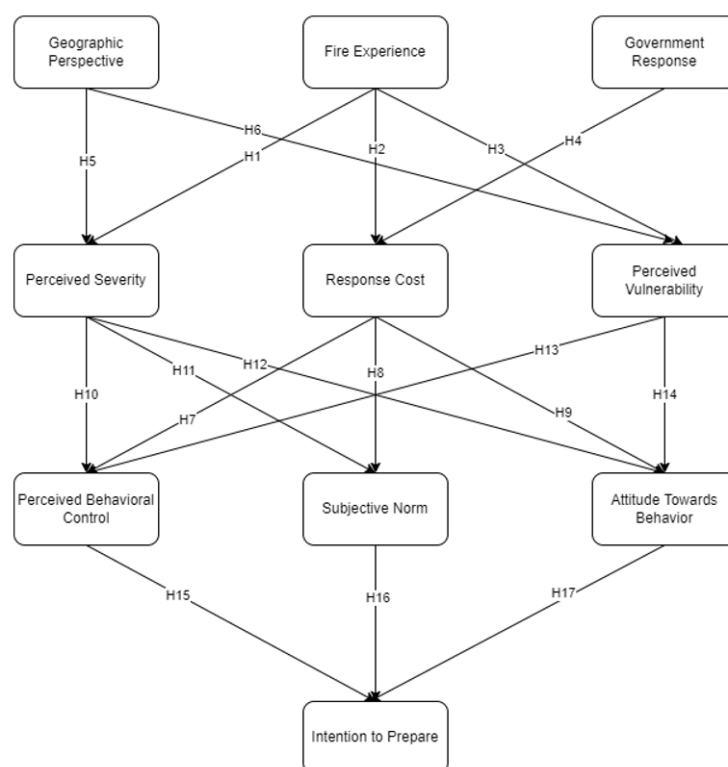 Geographic
Perspective
Fire Experience
Government
Response
H6
H5
H1
H2
H3
H4
Perceived Severity
Response Cost
Perceived
Vulnerability
H10
H11
H12
H7
H8
H13
H9
H14
Perceived Behavioral
Control
Subjective Norm
Attitude Towards
Behavior
H15
H16
H17
Intention to Prepare